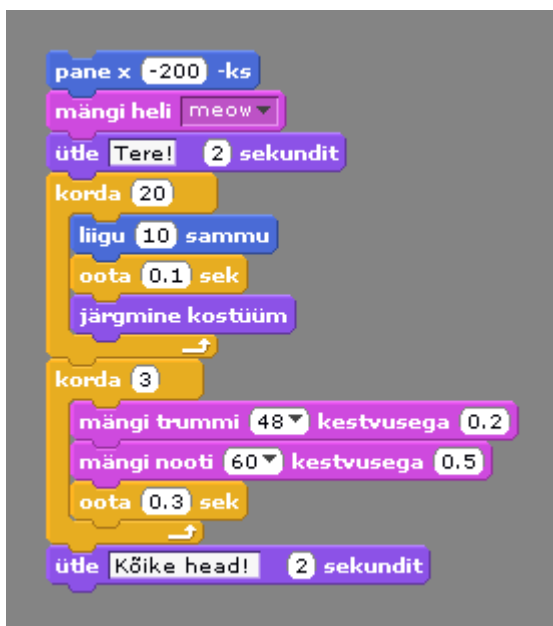 pane x -200 -ks
mängi heli meow
ütle Tere! 2 sekundit
korda 20
liigu 10 sammu
oota 0.1 sek
järgmine kostüüm
korda 3
mängi trummi 48 kestvusega 0.2
mängi nooti 60 kestvusega 0.5
oota 0.3 sek
ütle Kõike head! 2 sekundit